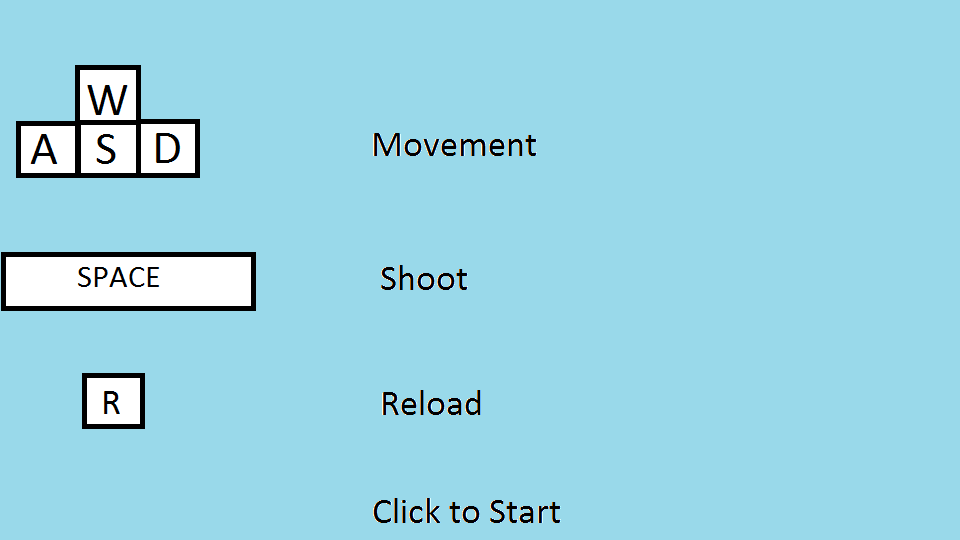 W
A S D
Movement
SPACE
Shoot
R
Reload
Click to Start